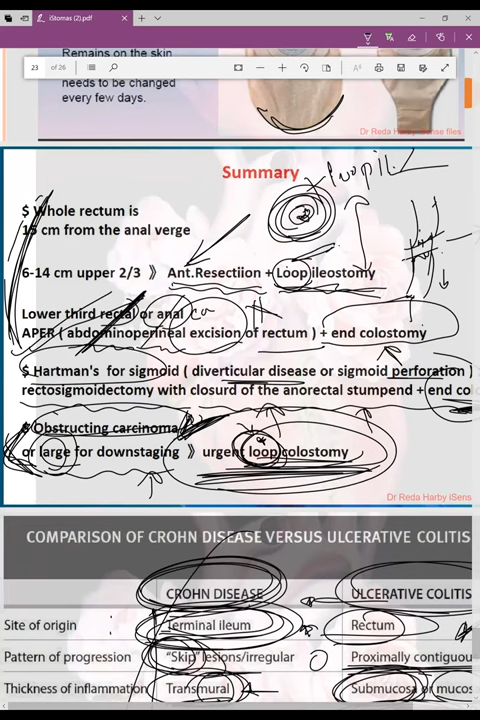 iStomas (2).pdf
Remains on the skin
23 of 26
needs to be changed
every few days.
Dr Reda Harby iSense files
Summary
$ Whole rectum is
15 cm from the anal verge
6-14 cm upper 2/3 》 Ant.Resectiion + Loop ileostomy
Lower third rectal or anal ca
APER ( abdominoperineal excision of rectum ) + end colostomy
$ Hartman's for sigmoid ( diverticular disease or sigmoid perforation )
rectosigmoidectomy with closurd of the anorectal stumpend + end co
$ Obstructing carcinoma
or large for downstaging 》 urgent loop colostomy
Dr Reda Harby iSens
COMPARISON OF CROHN DISEASE VERSUS ULCERATIVE COLITIS
CROHN DISEASE ULCERATIVE COLITIS
Site of origin Terminal ileum Rectum
Pattern of progression "Skip" lesions/irregular Proximally contiguou
Thickness of inflammation Transmural Submucosa or mucos